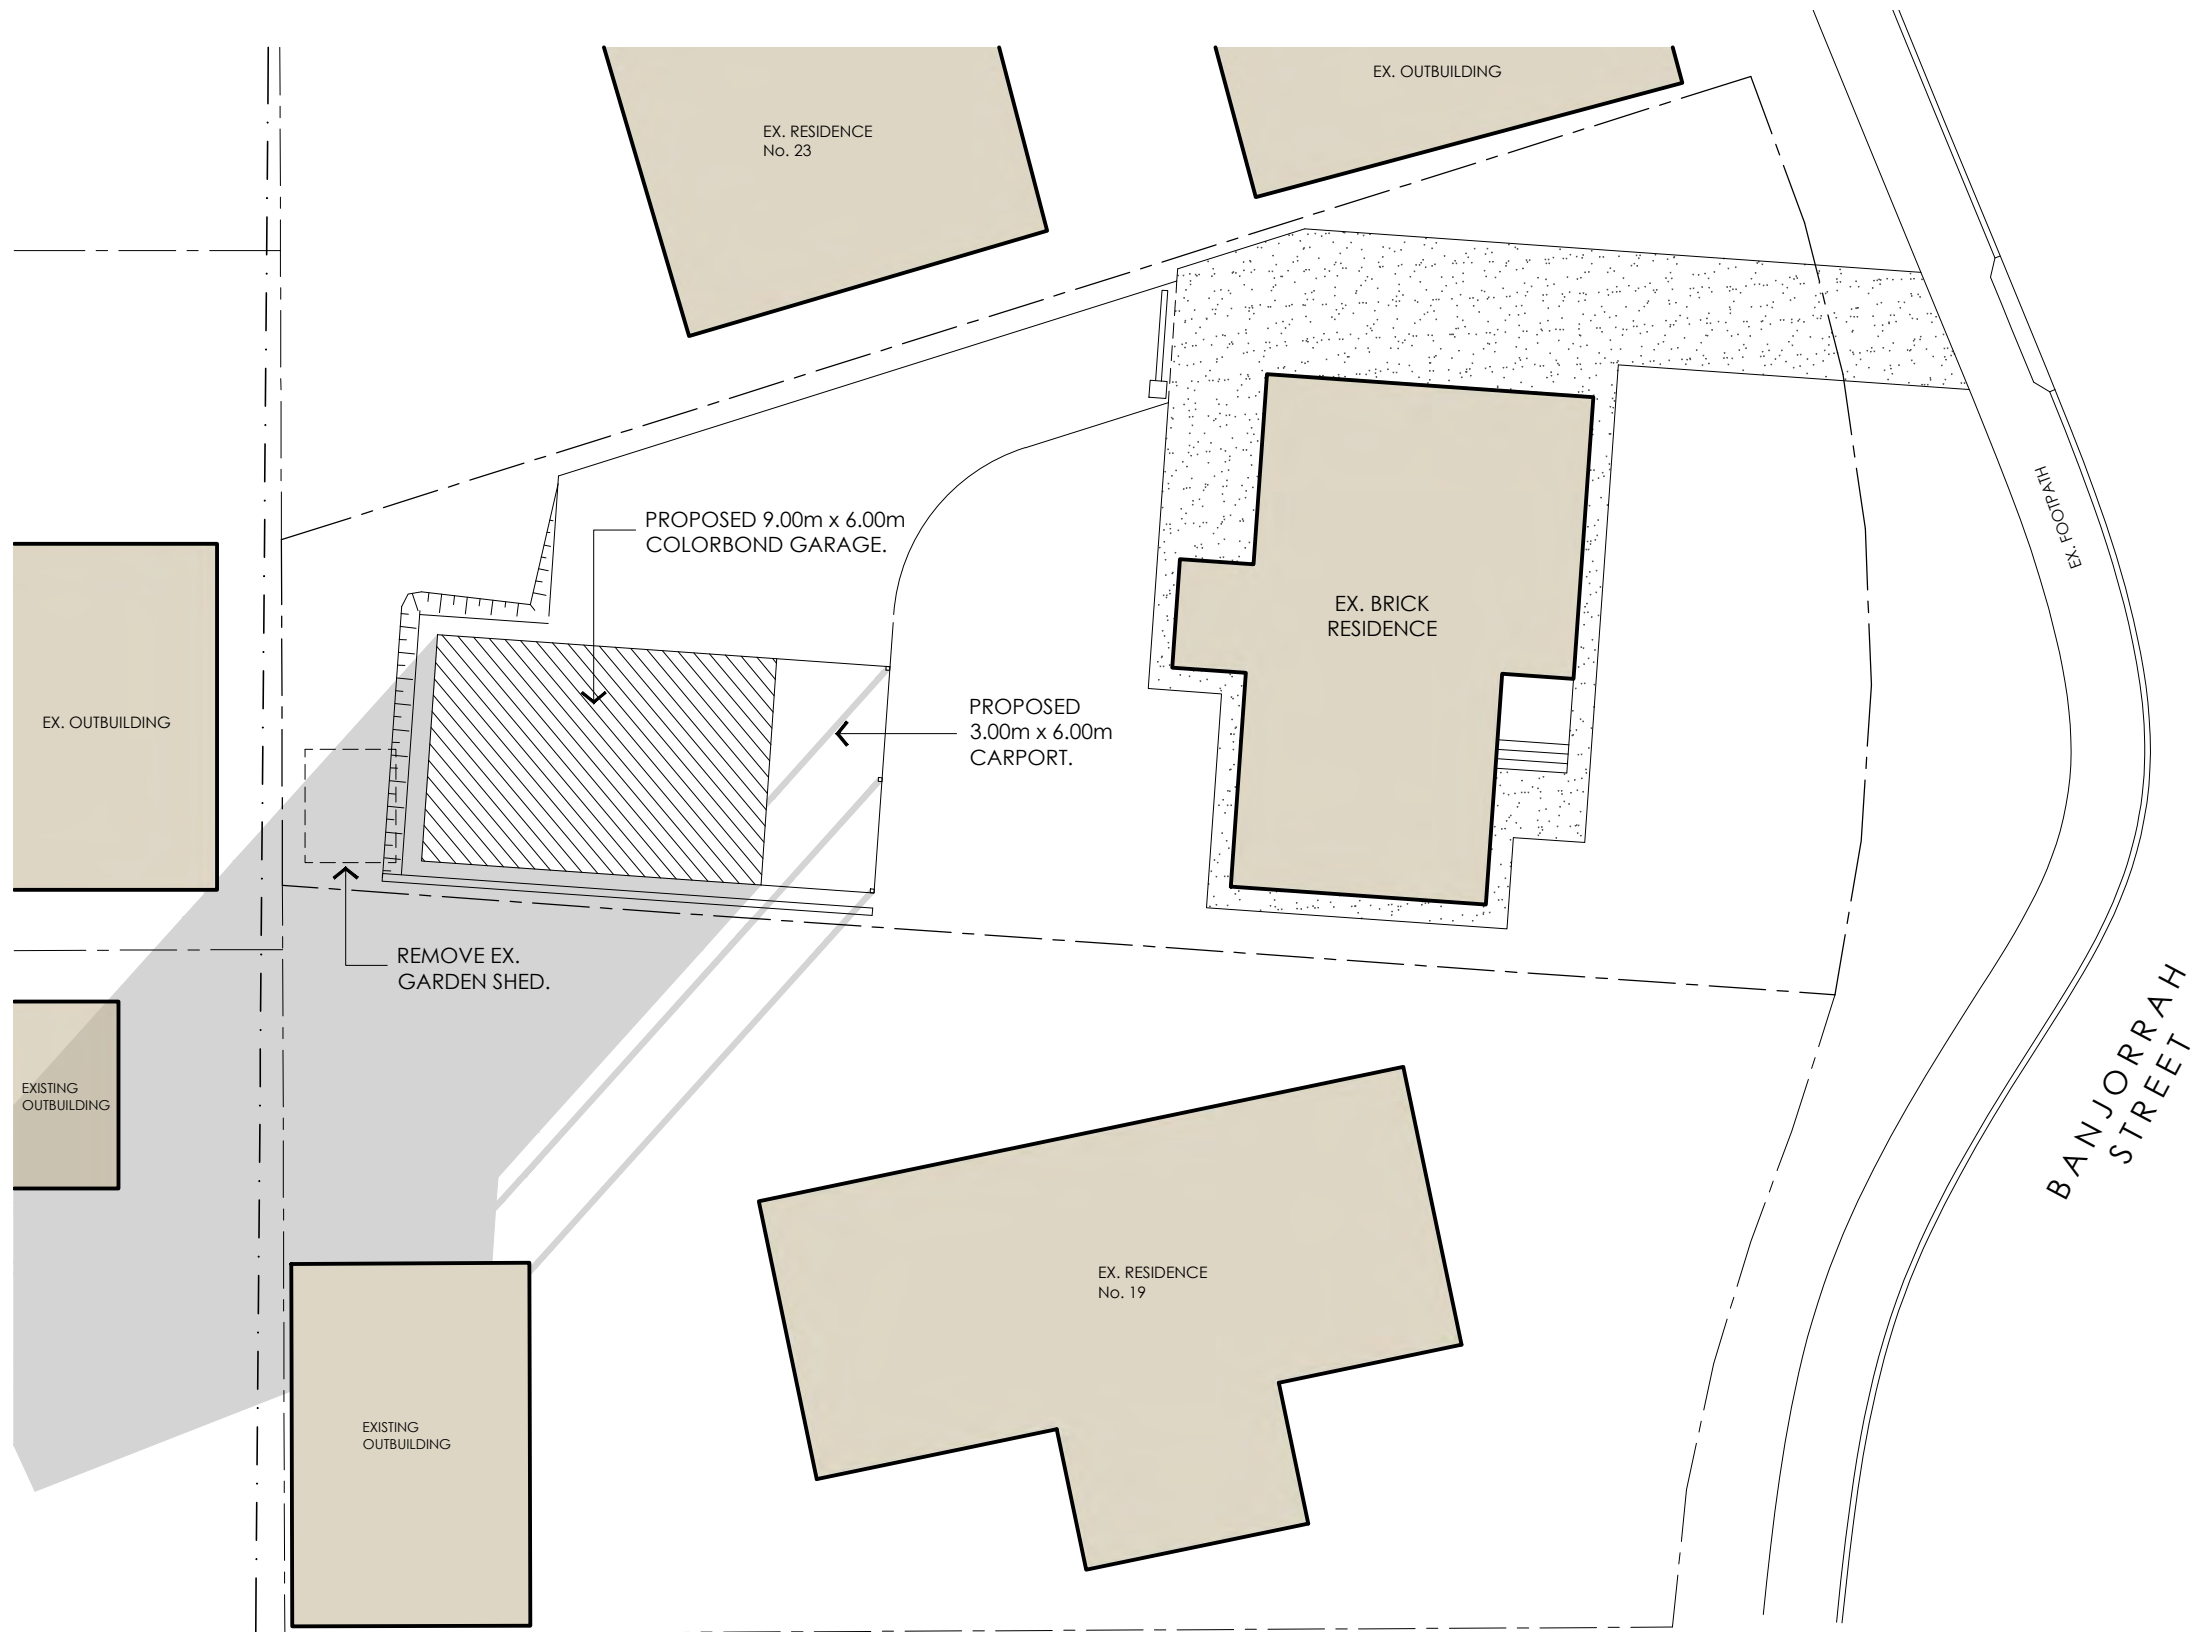 EX. OUTBUILDING
EX. RESIDENCE
No. 23
EX. FOOTPATH
PROPOSED 9.00m x 6.00m
COLORBOND GARAGE.
EX. BRICK
RESIDENCE
EX. OUTBUILDING
PROPOSED
3.00m x 6.00m
CARPORT.
REMOVE EX.
GARDEN SHED.
BANJORRAH
STREET
EXISTING
OUTBUILDING
EX. RESIDENCE
No. 19
EXISTING
OUTBUILDING